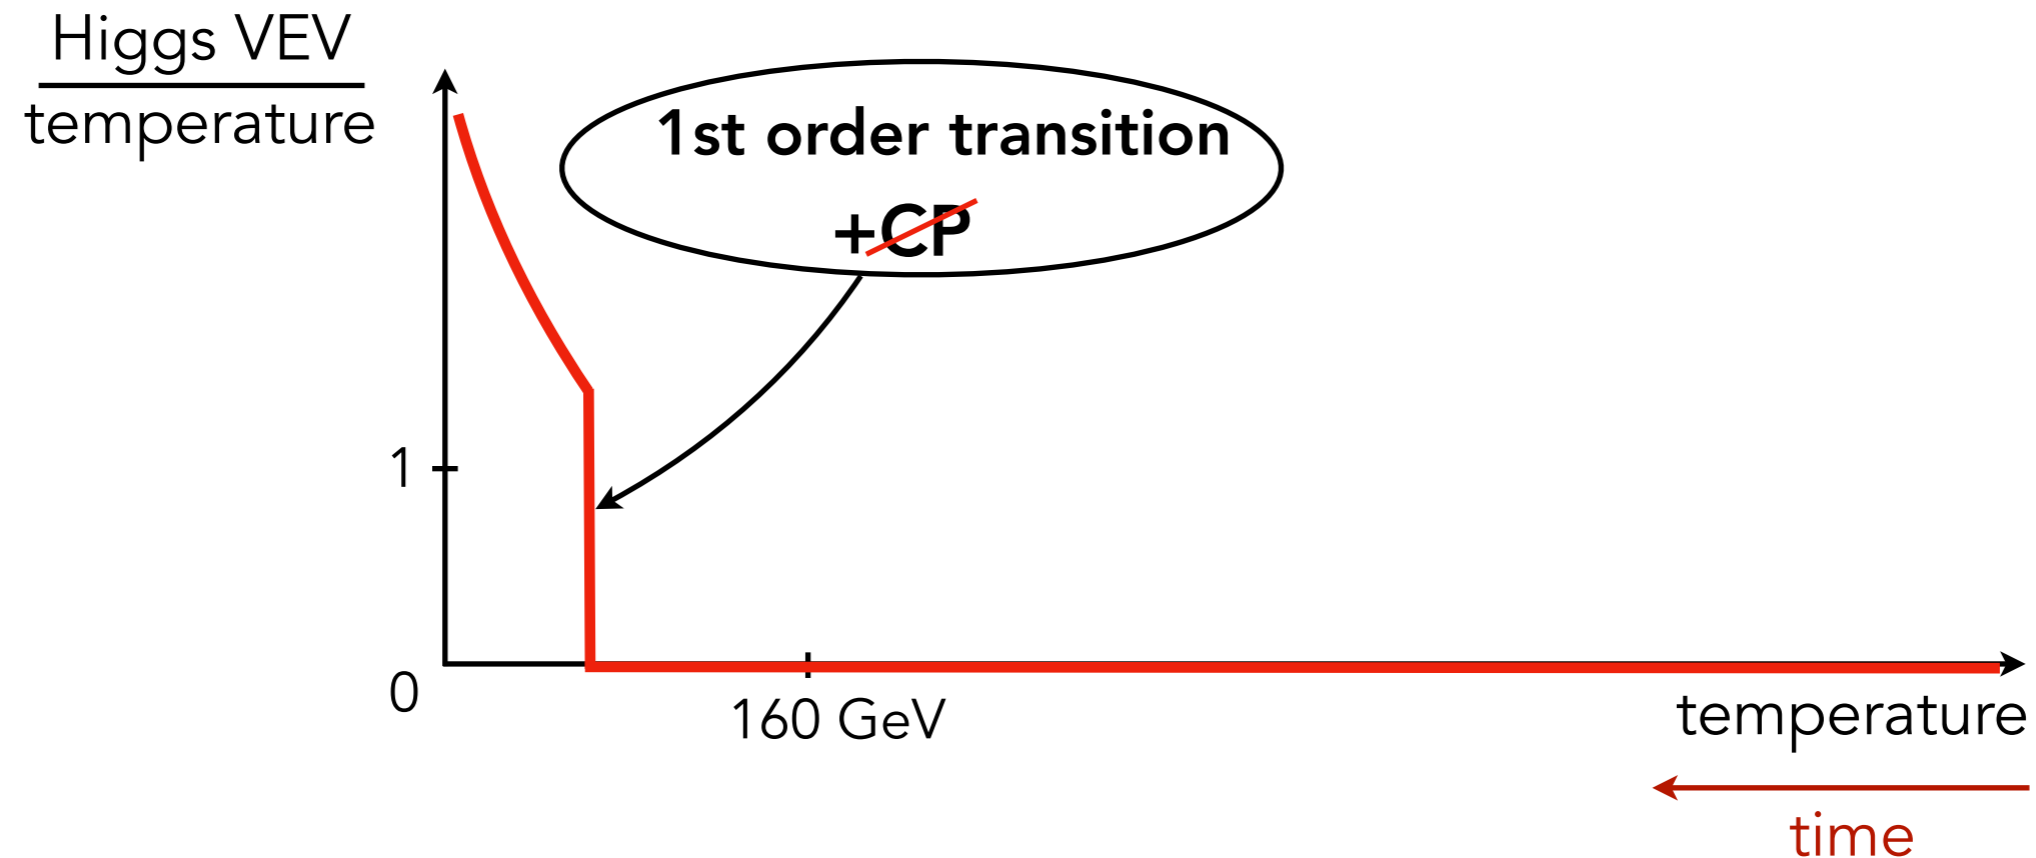 Higgs VEV
temperature
1st order transition
+CP
1
0
160 GeV
temperature
time